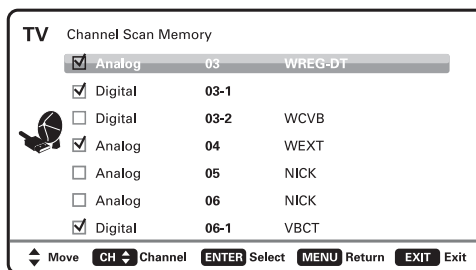 TV Channel Scan Memory
Analog 03 WREG-DT
Digital 03-1
Digital 03-2 WCVB
Analog 04 WEXT
Analog 05 NICK
Analog 06 NICK
Digital 06-1 VBCT
Move CH Channel ENTER Select MENU Return EXIT Exit